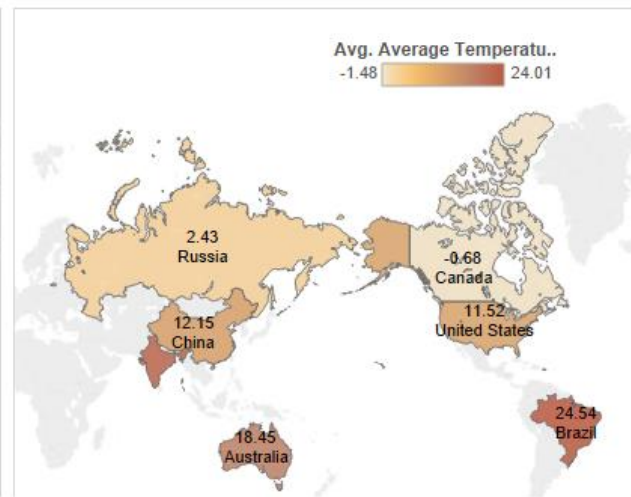 Avg. Average Temperatu..
-1.48 24.01
2.43
Russia
-0.68
Canada
12.15
China
11.52
United States
18.45
Australia
24.54
Brazil